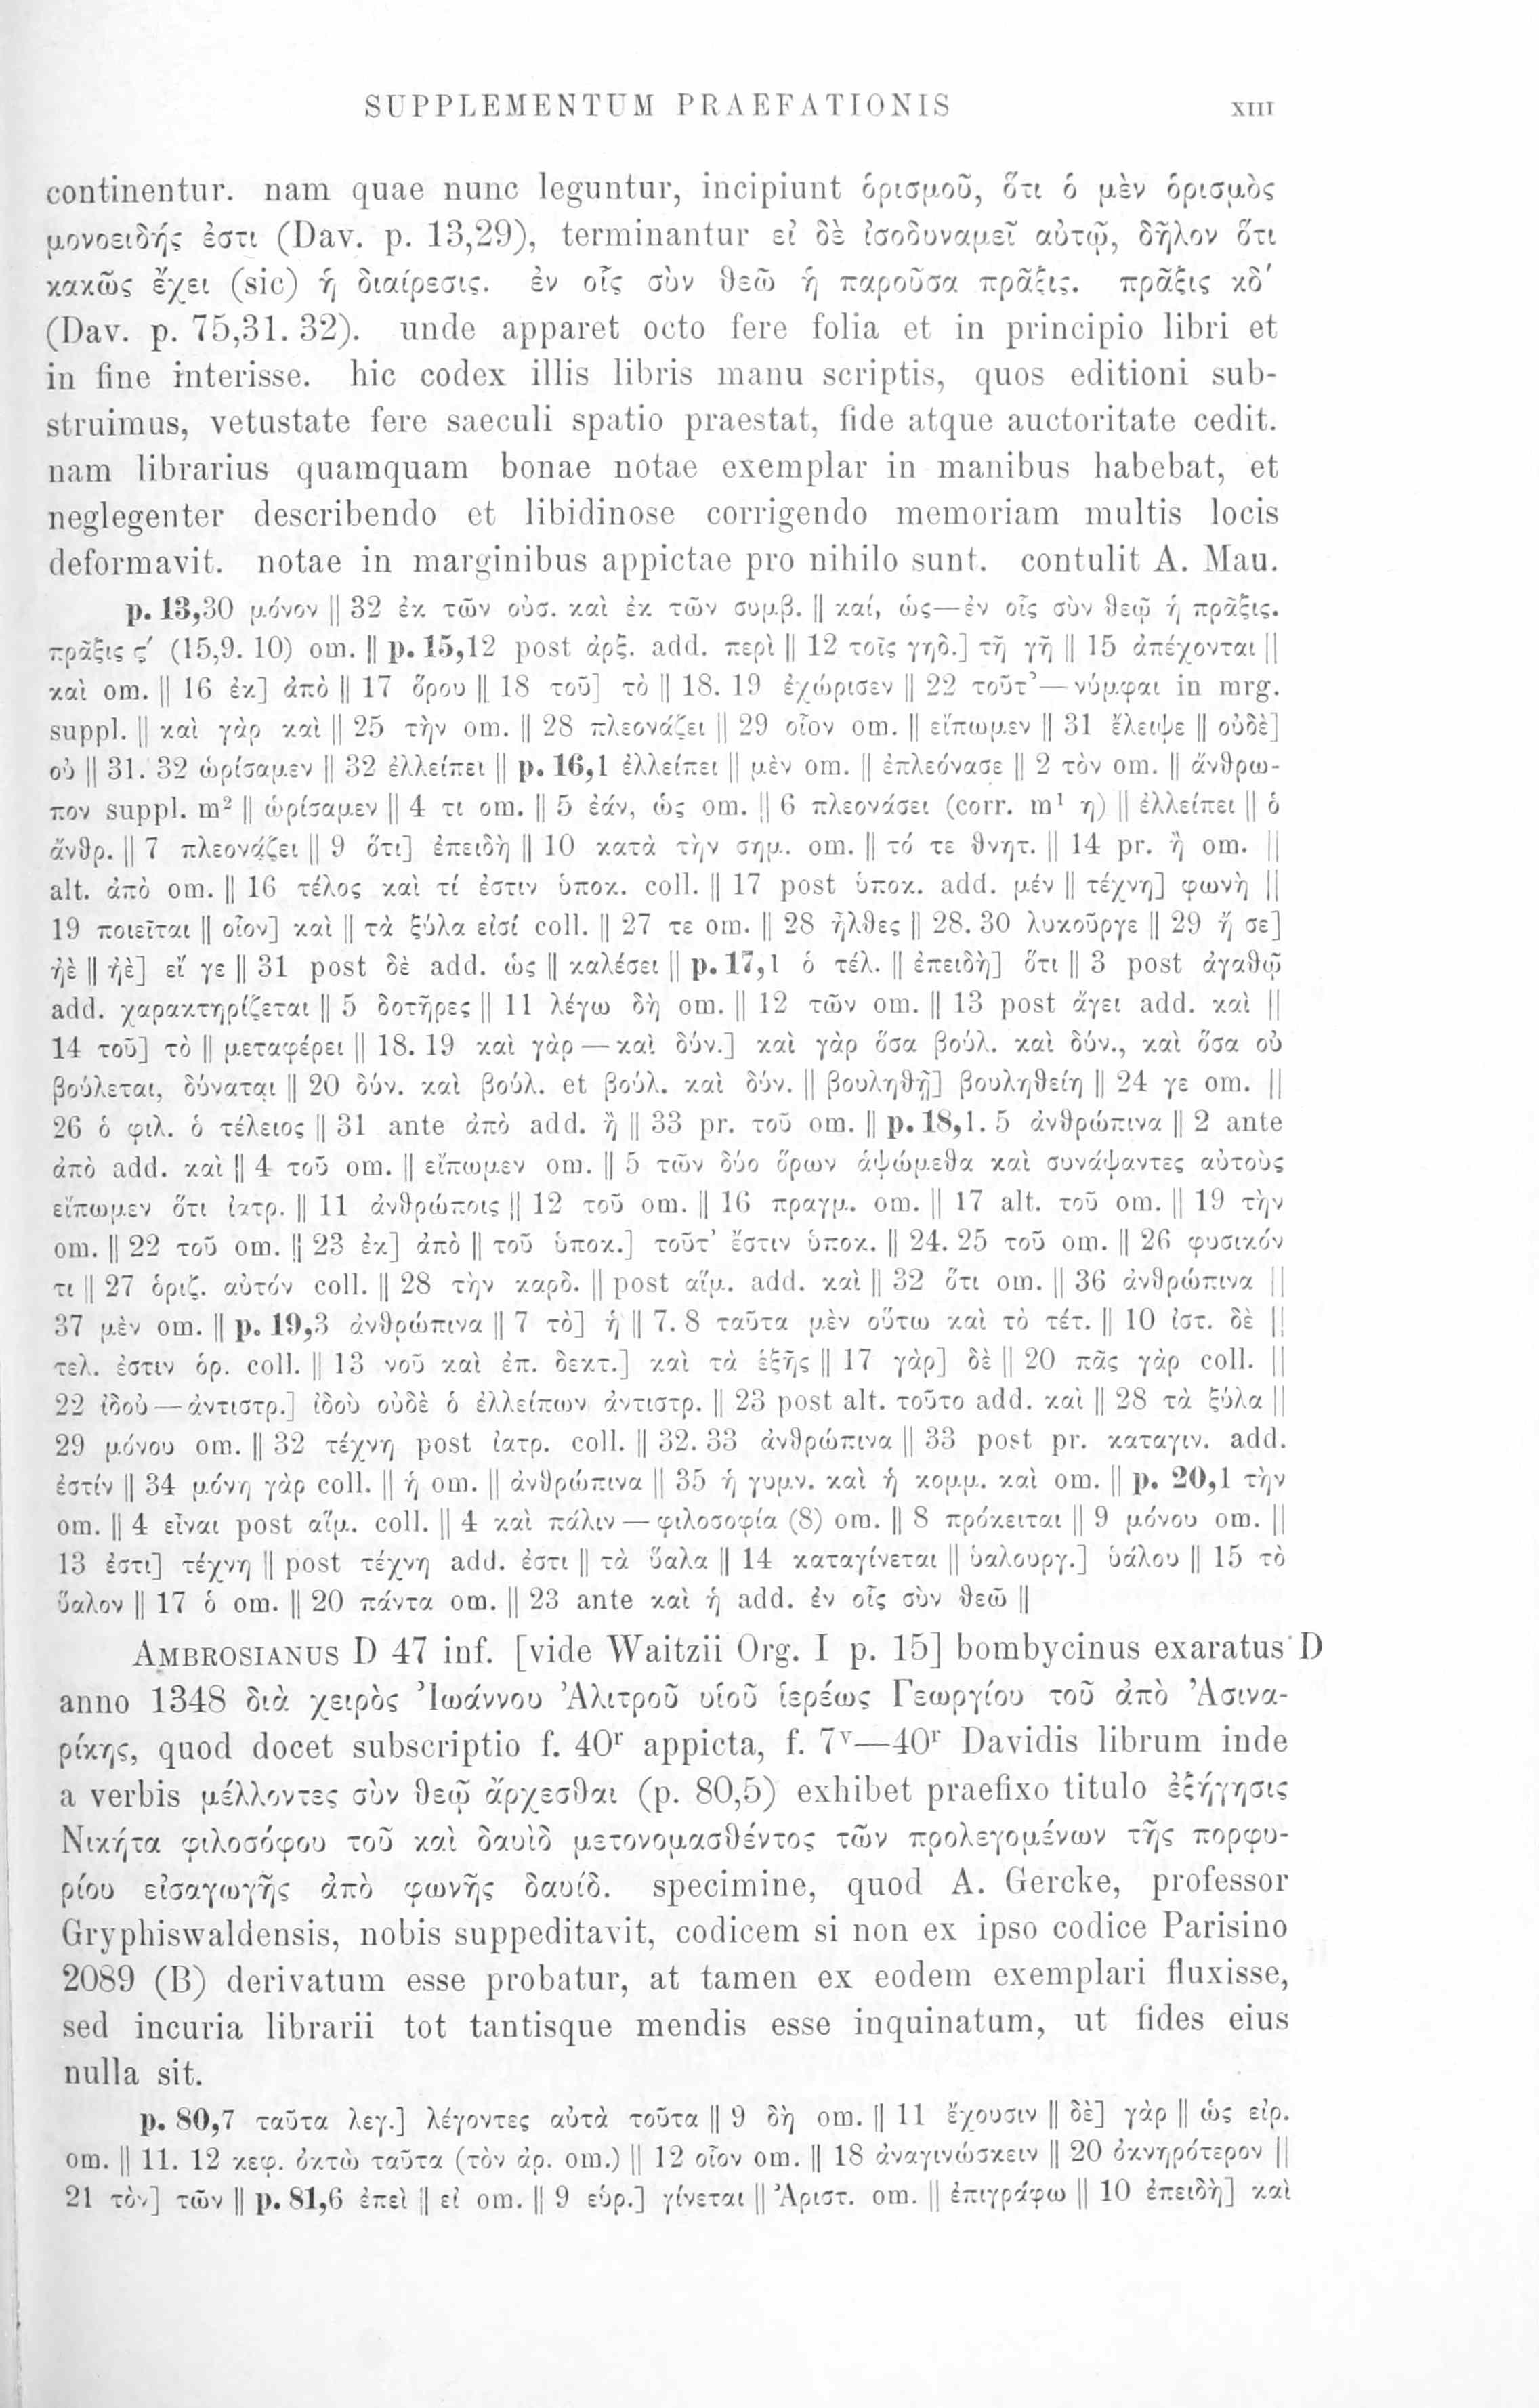 SUPPLEMENTUM PRAEFATIONIS XIII
continentur. nam quae nunc leguntur, incipiunt ὁρισμοῦ, ὅτι ὁ μὲν ὁρισμὸς
μονοειδής ἐστι (Dav. p. 13,29), terminantur εἰ δὲ ἰσοδυναμεῖ αὐτῷ, δῆλον ὅτι
κακῶς ἔχει (sic) ἡ διαίρεσις. ἐν οἷς σὺν θεῶ ἡ παροῦσα πρᾶξις. πρᾶξις κδ΄
(Dav. p. 75,31. 32). unde apparet octo fere folia et in principio libri et
in fine interisse. hic codex illis libris manu scriptis, quos editioni sub-
struimus, vetustate fere saeculi spatio praestat, fide atque auctoritate cedit.
nam librarius quamquam bonae notae exemplar in manibus habebat, et
neglegenter describendo et libidinose corrigendo memoriam multis locis
deformavit. notae in marginibus appictae pro nihilo sunt. contulit A. Mau.
p. 13,30 μόνον || 32 ἐκ τῶν οὐσ. καὶ ἐκ τῶν συμβ. || καί, ὡς—ἐν οἷς σὺν θεῷ ἡ πρᾶξις.
πρᾶξις ϛ΄ (15,9. 10) om. || p. 15,12 post ἀρξ. add. περὶ || 12 τοῖς γηδ.] τῆ γῆ || 15 ἀπέχονται ||
καὶ om. || 16 ἐκ] ἀπὸ || 17 ὅρου || 18 τοῦ] τὸ || 18. 19 ἐχώρισεν || 22 τοῦτ’—νύμφαι in mrg.
suppl. || καὶ γὰρ καὶ || 25 τὴν om. || 28 πλεονάζει || 29 οἷον om. || εἴπωμεν || 31 ἔλειψε || οὐδὲ]
οὐ || 31. 32 ὡρίσαμεν || 32 ἐλλείπει || p. 16,1 ἐλλείπει || μὲν om. || ἐπλεόνασε || 2 τὸν om. || ἄνθρω-
πον suppl. m² || ὡρίσαμεν || 4 τι om. || 5 ἐάν, ὡς om. || 6 πλεονάσει (corr. m¹ η) || ἐλλείπει || ὁ
ἄνθρ. || 7 πλεονάζει || 9 ὅτι] ἐπειδὴ || 10 κατὰ τὴν σημ. om. || τό τε θνητ. || 14 pr. ἢ om. ||
alt. ἀπὸ om. || 16 τέλος καὶ τί ἐστιν ὑποκ. coll. || 17 post ὑποκ. add. μέν || τέχνη] φωνὴ ||
19 ποιεῖται || οἷον] καὶ || τὰ ξύλα εἰσί coll. || 27 τε om. || 28 ἦλθες || 28. 30 λυκοῦργε || 29 ἤ σε]
ἠὲ || ἠὲ] εἴ γε || 31 post δὲ add. ὡς || καλέσει || p. 17,1 ὁ τέλ. || ἐπειδὴ] ὅτι || 3 post ἀγαθῷ
add. χαρακτηρίζεται || 5 δοτῆρες || 11 λέγω δὴ om. || 12 τῶν om. || 13 post ἄγει add. καὶ ||
14 τοῦ] τὸ || μεταφέρει || 18. 19 καὶ γὰρ—καὶ δύν.] καὶ γὰρ ὅσα βούλ. καὶ δύν., καὶ ὅσα οὐ
βούλεται, δύναται || 20 δύν. καὶ βούλ. et βούλ. καὶ δύν. || βουληθῇ] βουληθείη || 24 γε om. ||
26 ὁ φιλ. ὁ τέλειος || 31 ante ἀπὸ add. ἢ || 33 pr. τοῦ om. || p. 18,1. 5 ἀνθρώπινα || 2 ante
ἀπὸ add. καὶ || 4 τοῦ om. || εἴπωμεν om. || 5 τῶν δύο ὅρων ἁψώμεθα καὶ συνάψαντες αὐτοὺς
εἴπωμεν ὅτι ἰατρ. || 11 ἀνθρώποις || 12 τοῦ om. || 16 πραγμ. om. || 17 alt. τοῦ om. || 19 τὴν
om. || 22 τοῦ om. || 23 ἐκ] ἀπὸ || τοῦ ὑποκ.] τοῦτ’ ἔστιν ὑποκ. || 24. 25 τοῦ om. || 26 φυσικόν
τι || 27 ὁριζ. αὐτόν coll. || 28 τὴν καρδ. || post αἵμ. add. καὶ || 32 ὅτι om. || 36 ἀνθρώπινα ||
37 μὲν om. || p. 19,3 ἀνθρώπινα || 7 τὸ] ἡ || 7. 8 ταῦτα μὲν οὕτω καὶ τὸ τέτ. || 10 ἰστ. δὲ ||
τελ. ἐστιν ὁρ. coll. || 13 νοῦ καὶ ἐπ. δεκτ.] καὶ τὰ ἑξῆς || 17 γὰρ] δὲ || 20 πᾶς γὰρ coll. ||
22 ἰδοὺ—ἀντιστρ.] ἰδοὺ οὐδὲ ὁ ἐλλείπων ἀντιστρ. || 23 post alt. τοῦτο add. καὶ || 28 τὰ ξύλα ||
29 μόνου om. || 32 τέχνη post ἰατρ. coll. || 32. 33 ἀνθρώπινα || 33 post pr. καταγιν. add.
ἐστίν || 34 μόνη γὰρ coll. || ἡ om. || ἀνθρώπινα || 35 ἡ γυμν. καὶ ἡ κομμ. καὶ om. || p. 20,1 τὴν
om. || 4 εἶναι post αἷμ. coll. || 4 καὶ πάλιν—φιλοσοφία (8) om. || 8 πρόκειται || 9 μόνου om. ||
13 ἐστι] τέχνη || post τέχνη add. ἐστι || τὰ ὕαλα || 14 καταγίνεται || ὑαλουργ.] ὑάλου || 15 τὸ
ὕαλον || 17 ὁ om. || 20 πάντα om. || 23 ante καὶ ἡ add. ἐν οἷς σὺν θεῶ ||
AMBROSIANUS D 47 inf. [vide Waitzii Org. I p. 15] bombycinus exaratus D
anno 1348 διὰ χειρὸς Ἰωάννου Ἀλιτροῦ υἱοῦ ἱερέως Γεωργίου τοῦ ἀπὸ Ἀσινα-
ρίκης, quod docet subscriptio f. 40ʳ appicta, f. 7ᵛ—40ʳ Davidis librum inde
a verbis μέλλοντες σὺν θεῷ ἄρχεσθαι (p. 80,5) exhibet praefixo titulo ἐξήγησις
Νικήτα φιλοσόφου τοῦ καὶ δαυὶδ μετονομασθέντος τῶν προλεγομένων τῆς πορφυ-
ρίου εἰσαγωγῆς ἀπὸ φωνῆς δαυίδ. specimine, quod A. Gercke, professor
Gryphiswaldensis, nobis suppeditavit, codicem si non ex ipso codice Parisino
2089 (B) derivatum esse probatur, at tamen ex eodem exemplari fluxisse,
sed incuria librarii tot tantisque mendis esse inquinatum, ut fides eius
nulla sit.
p. 80,7 ταῦτα λεγ.] λέγοντες αὐτὰ τοῦτα || 9 δὴ om. || 11 ἔχουσιν || δὲ] γὰρ || ὡς εἰρ.
om. || 11. 12 κεφ. ὀκτὼ ταῦτα (τὸν ἀρ. om.) || 12 οἷον om. || 18 ἀναγινώσκειν || 20 ὀκνηρότερον ||
21 τὸν] τῶν || p. 81,6 ἐπεὶ || εἰ om. || 9 εὑρ.] γίνεται || Ἀριστ. om. || ἐπιγράφω || 10 ἐπειδὴ] καὶ